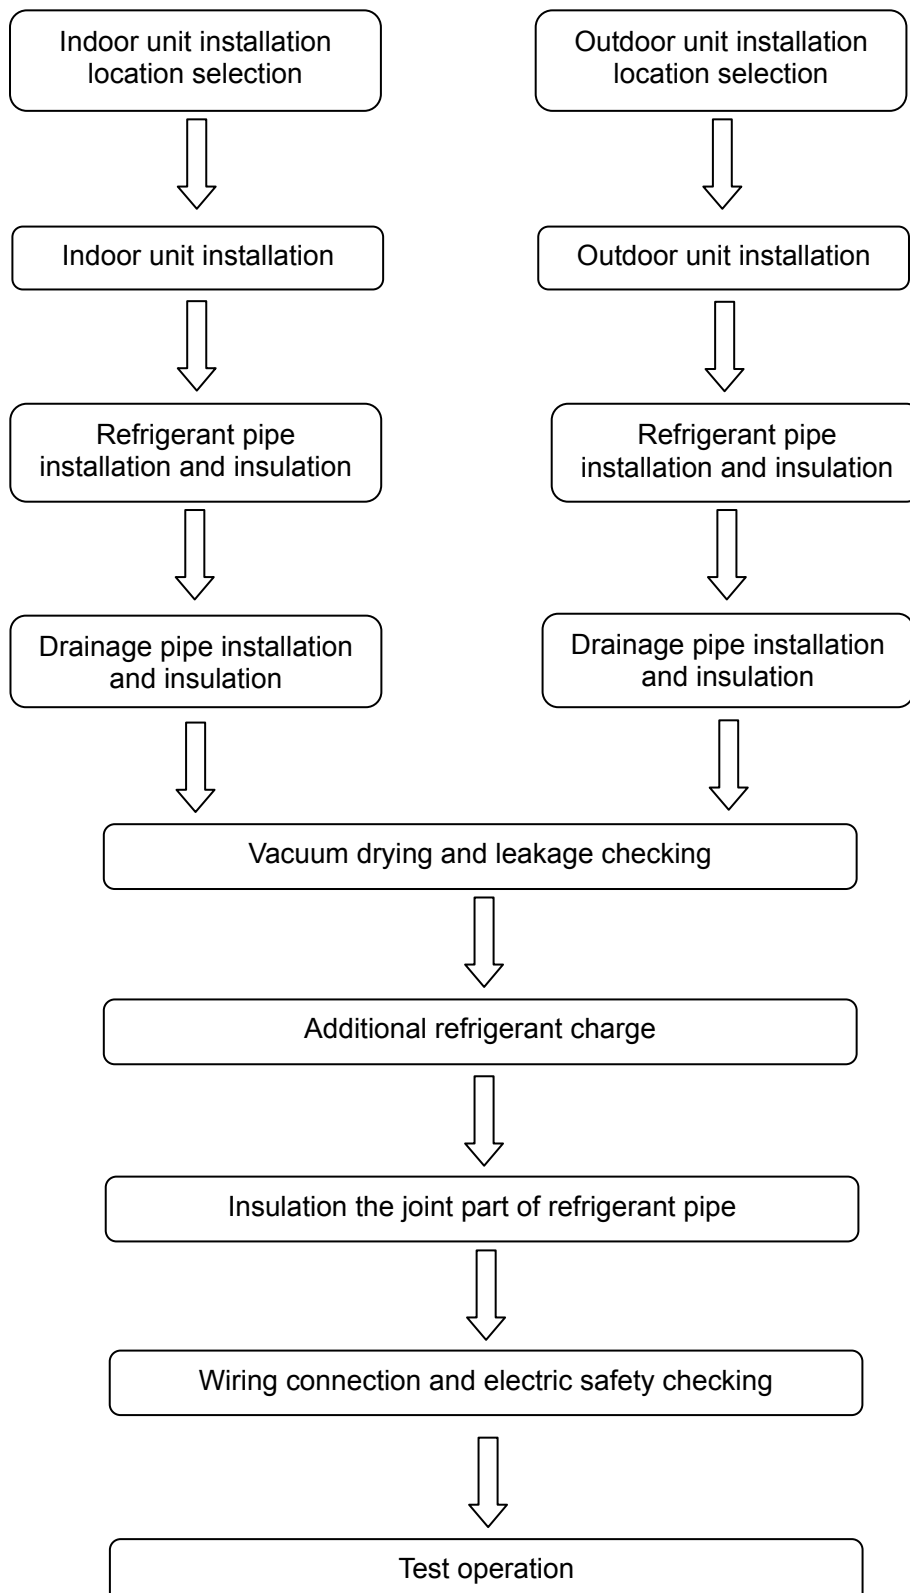 Indoor unit installation
location selection
Outdoor unit installation
location selection
Indoor unit installation
Outdoor unit installation
Refrigerant pipe
installation and insulation
Refrigerant pipe
installation and insulation
Drainage pipe installation
and insulation
Drainage pipe installation
and insulation
Vacuum drying and leakage checking
Additional refrigerant charge
Insulation the joint part of refrigerant pipe
Wiring connection and electric safety checking
Test operation